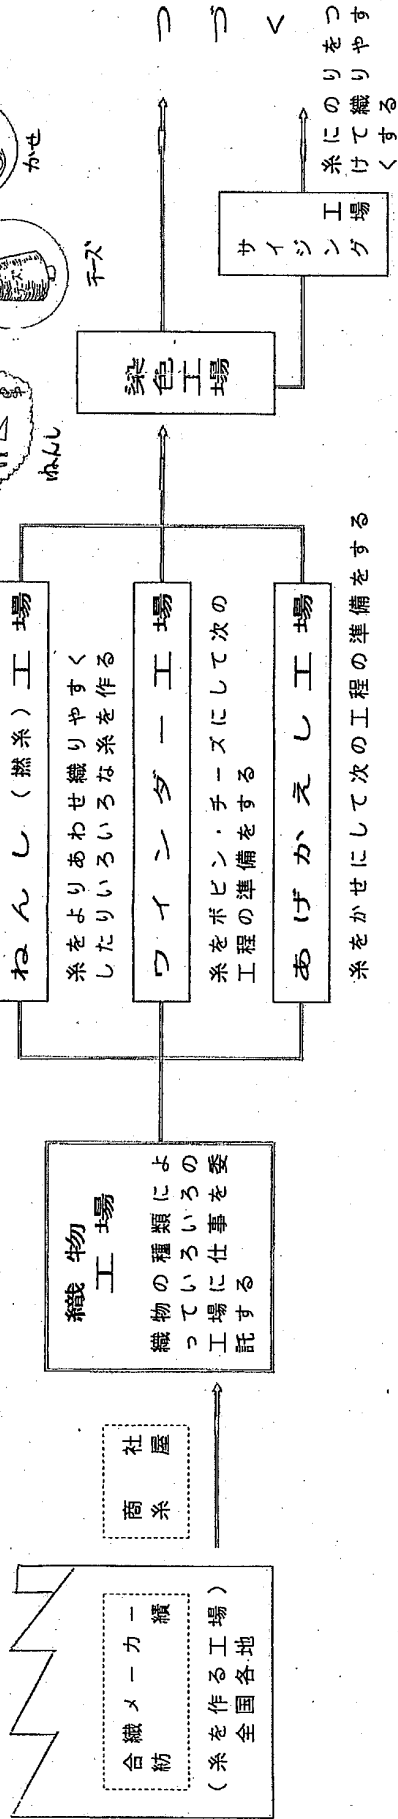 合繊メーカー
紡績
(糸を作る工場)
全国各地
商社
糸屋
織物
工場
織物の種類によ
っていろいろの
工場に仕事を委
託する
ねんし(撚糸)工場
糸をよりあわせ織りやすく
したりいろいろな糸を作る
ワインダー工場
糸をボビン・チーズにして次の
工程の準備をする
あげかえし工場
糸をかせにして次の工程の準備をする
ねんし
チーズ
かせ
染色工場
サイジング
工場
糸にのりをつ
けて織りやす
くする
つづく